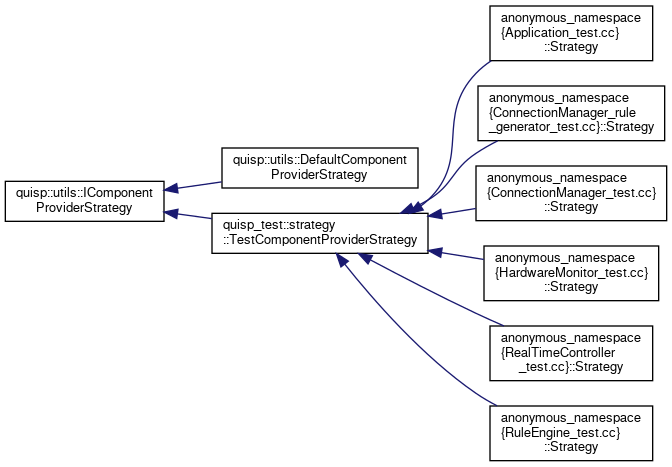 quisp::utils::IComponent
ProviderStrategy
quisp::utils::DefaultComponent
ProviderStrategy
quisp_test::strategy
::TestComponentProviderStrategy
anonymous_namespace
{Application_test.cc}
::Strategy
anonymous_namespace
{ConnectionManager_rule
_generator_test.cc}::Strategy
anonymous_namespace
{ConnectionManager_test.cc}
::Strategy
anonymous_namespace
{HardwareMonitor_test.cc}
::Strategy
anonymous_namespace
{RealTimeController
_test.cc}::Strategy
anonymous_namespace
{RuleEngine_test.cc}
::Strategy